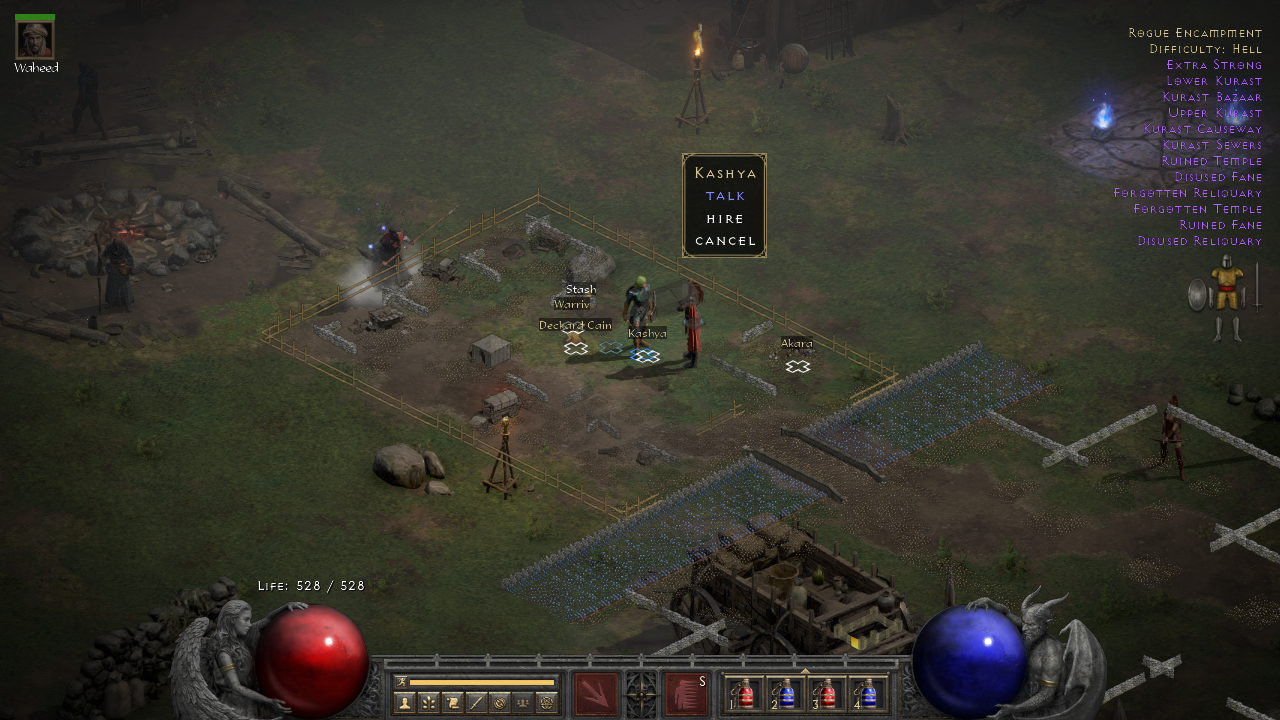 Waheed
Rogue Encampment
Difficulty: Hell
Extra Strong
Lower Kurast
Kurast Bazaar
Upper Kurast
Kurast Causeway
Kurast Sewers
Ruined Temple
Disused Fane
Forgotten Reliquary
Forgotten Temple
Ruined Fane
Disused Reliquary
Kashya
talk
hire
cancel
Stash
Warriv
Deckard Cain
Kashya
Akara
Life: 528 / 528
S
1 2 3 4